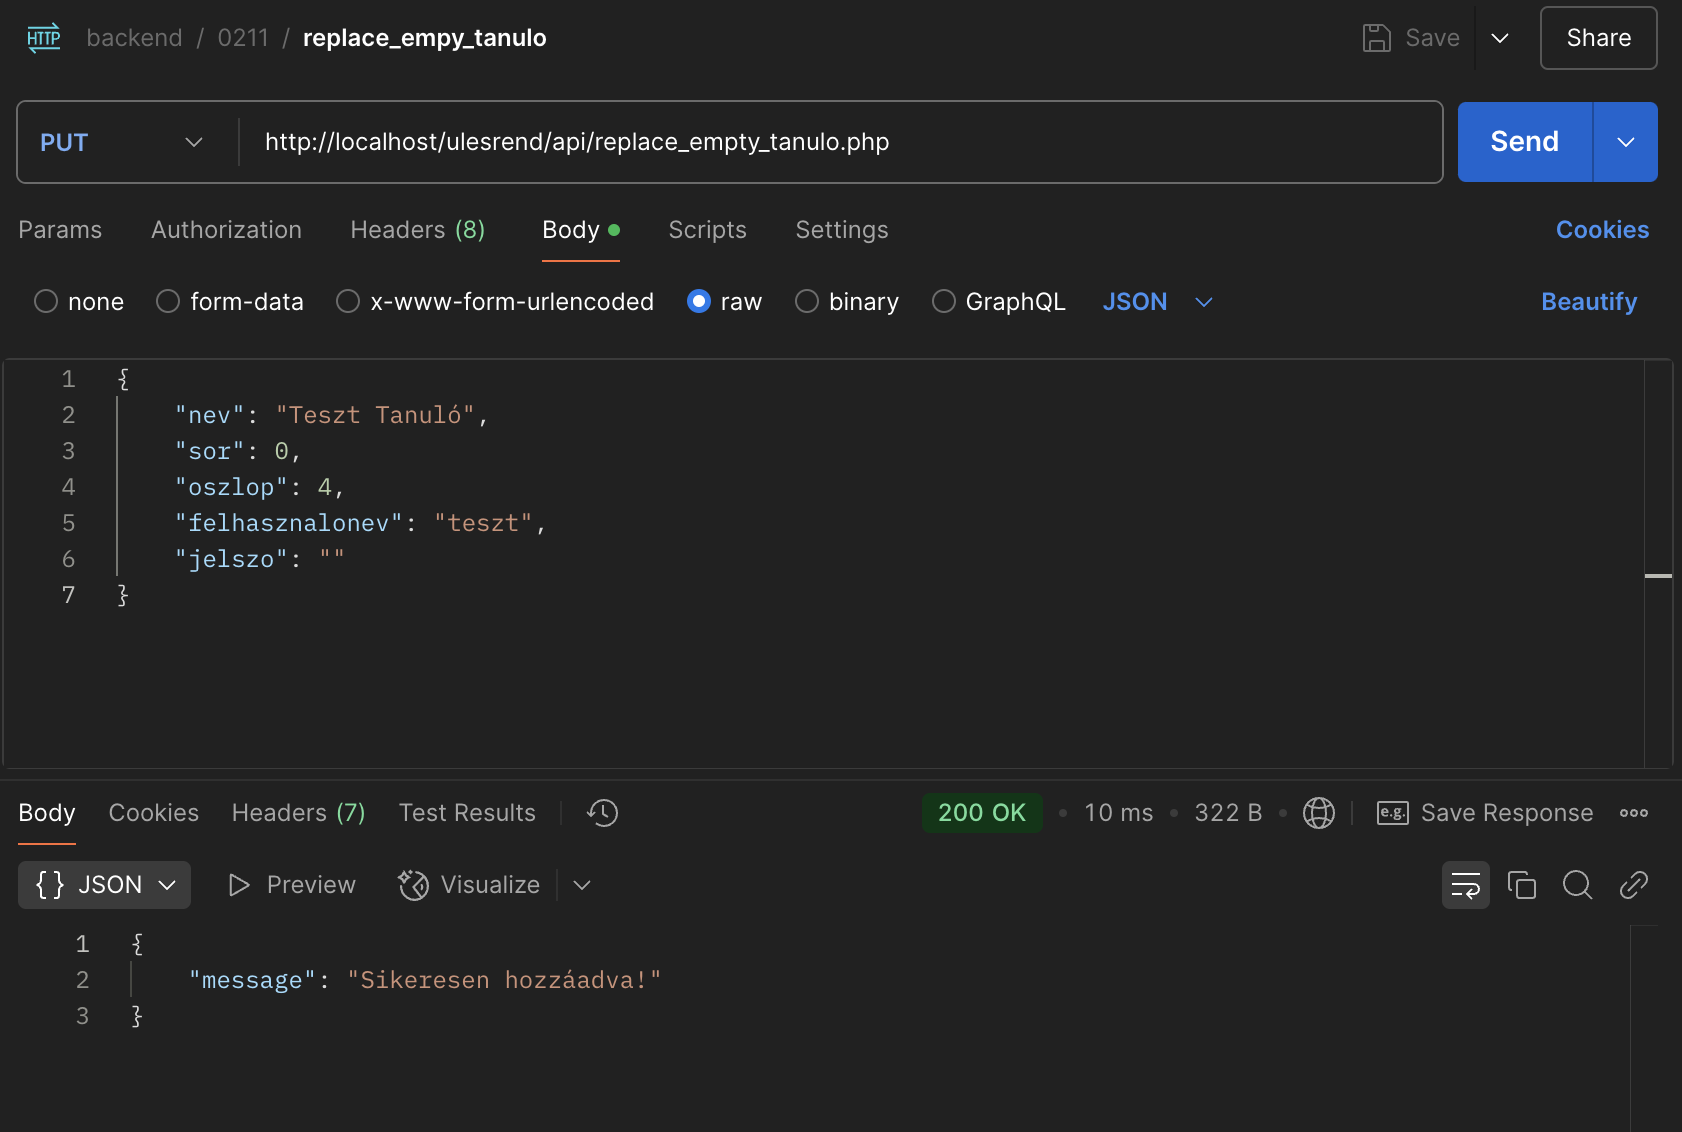 HTTP backend / 0211 / replace_empy_tanulo Save Share
PUT http://localhost/ulesrend/api/replace_empty_tanulo.php Send
Params Authorization Headers (8) Body Scripts Settings Cookies
none form-data x-www-form-urlencoded raw binary GraphQL JSON Beautify
1 {
2 "nev": "Teszt Tanuló",
3 "sor": 0,
4 "oszlop": 4,
5 "felhasznalonev": "teszt",
6 "jelszo": ""
7 }
Body Cookies Headers (7) Test Results 200 OK • 10 ms • 322 B • e.g. Save Response
{} JSON Preview Visualize
1 {
2 "message": "Sikeresen hozzáadva!"
3 }